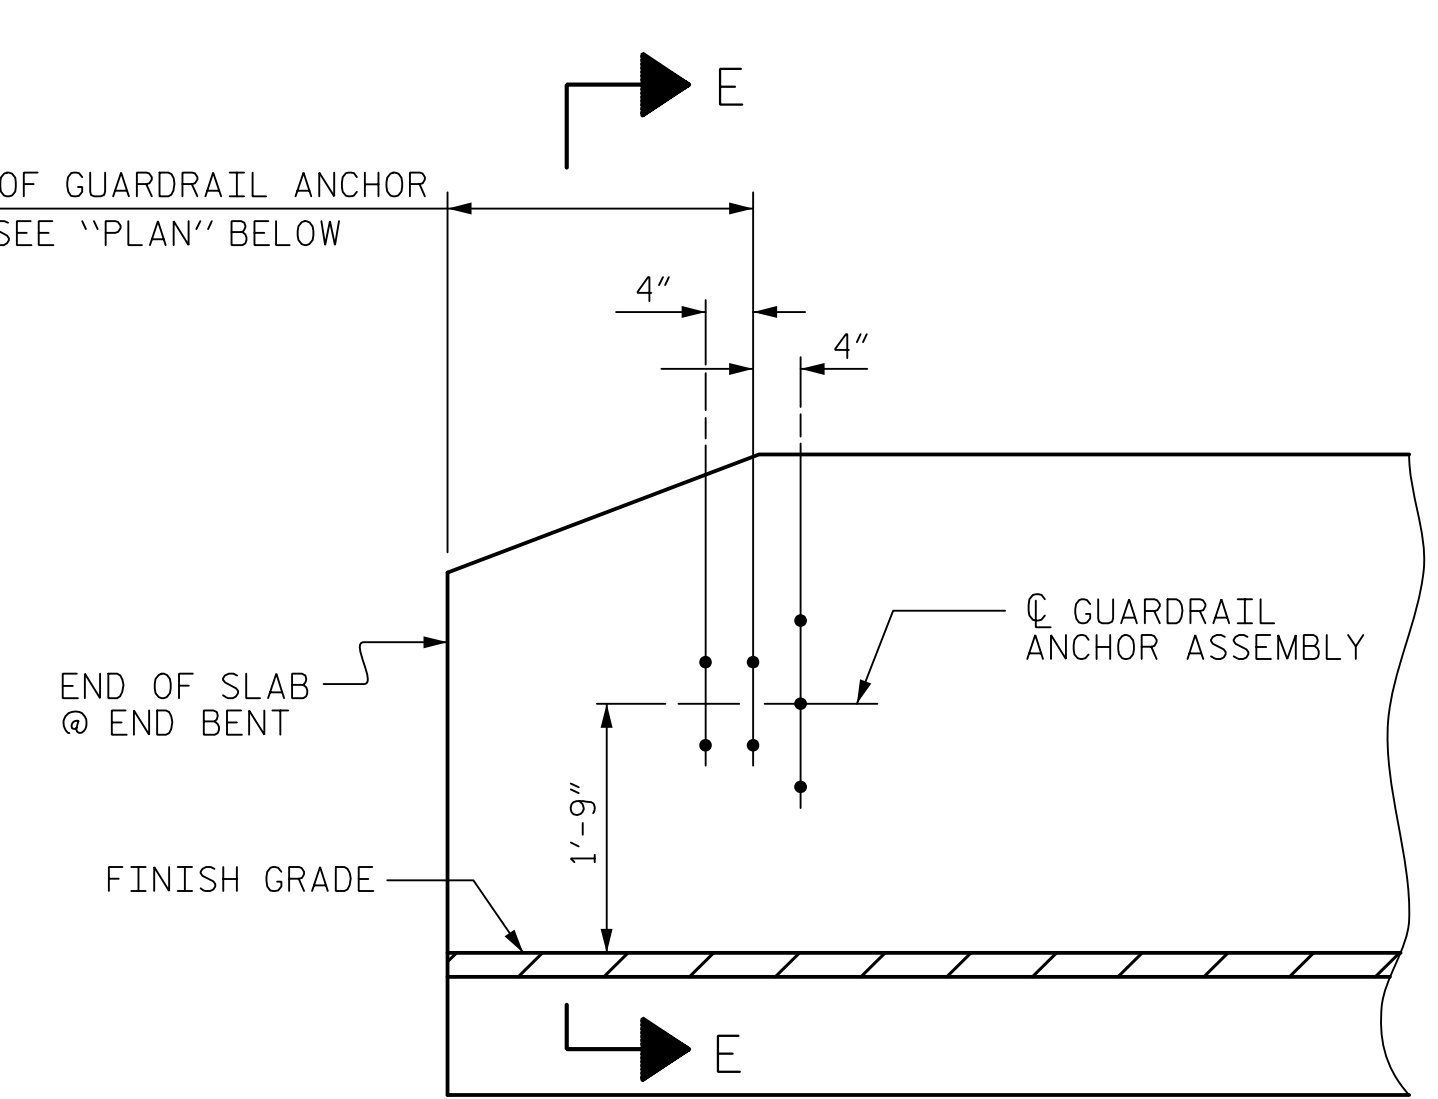 E
OF GUARDRAIL ANCHOR
SEE "PLAN" BELOW
4"
4"
℄ GUARDRAIL
ANCHOR ASSEMBLY
END OF SLAB
@ END BENT
1'-9"
FINISH GRADE
E